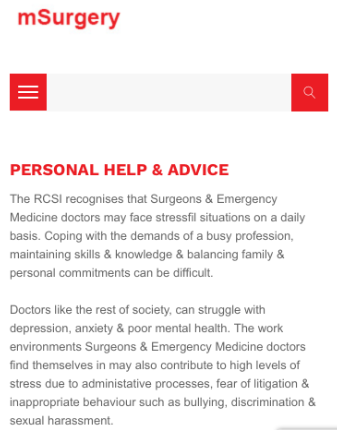 mSurgery
PERSONAL HELP & ADVICE
The RCSI recognises that Surgeons & Emergency
Medicine doctors may face stressfil situations on a daily
basis. Coping with the demands of a busy profession,
maintaining skills & knowledge & balancing family &
personal commitments can be difficult.
Doctors like the rest of society, can struggle with
depression, anxiety & poor mental health. The work
environments Surgeons & Emergency Medicine doctors
find themselves in may also contribute to high levels of
stress due to administative processes, fear of litigation &
inappropriate behaviour such as bullying, discrimination &
sexual harassment.